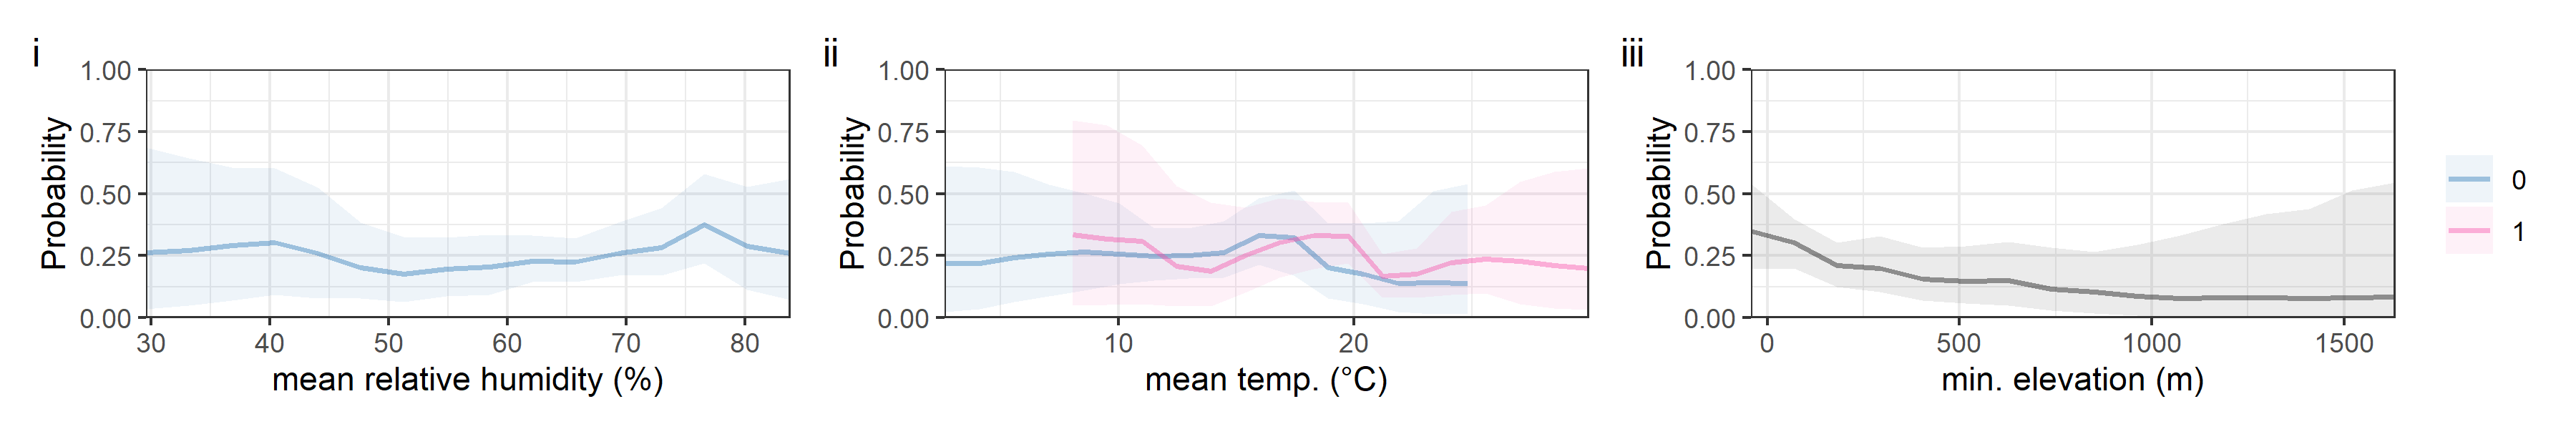 i
1.00
0.75
0.50
0.25
0.00
Probability
30 40 50 60 70 80
mean relative humidity (%)
ii
1.00
0.75
0.50
0.25
0.00
Probability
10 20
mean temp. (°C)
iii
1.00
0.75
0.50
0.25
0.00
Probability
0 500 1000 1500
min. elevation (m)
0
1